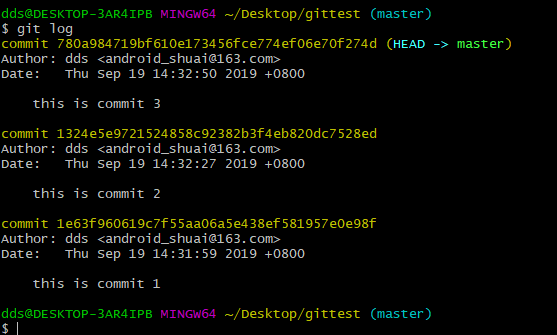 dds@DESKTOP-3AR4IPB MINGW64 ~/Desktop/gittest (master)
$ git log
commit 780a984719bf610e173456fce774ef06e70f274d (HEAD -> master)
Author: dds <android_shuai@163.com>
Date:   Thu Sep 19 14:32:50 2019 +0800
    this is commit 3
commit 1324e5e9721524858c92382b3f4eb820dc7528ed
Author: dds <android_shuai@163.com>
Date:   Thu Sep 19 14:32:27 2019 +0800
    this is commit 2
commit 1e63f960619c7f55aa06a5e438ef581957e0e98f
Author: dds <android_shuai@163.com>
Date:   Thu Sep 19 14:31:59 2019 +0800
    this is commit 1
dds@DESKTOP-3AR4IPB MINGW64 ~/Desktop/gittest (master)
$